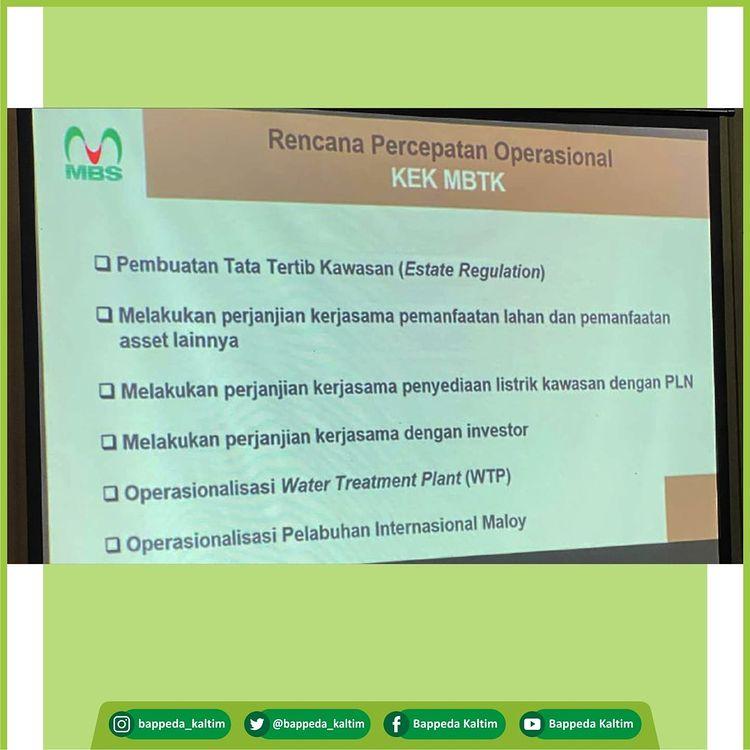 MBS
Rencana Percepatan Operasional
KEK MBTK
❑ Pembuatan Tata Tertib Kawasan (Estate Regulation)
❑ Melakukan perjanjian kerjasama pemanfaatan lahan dan pemanfaatan
asset lainnya
❑ Melakukan perjanjian kerjasama penyediaan listrik kawasan dengan PLN
❑ Melakukan perjanjian kerjasama dengan investor
❑ Operasionalisasi Water Treatment Plant (WTP)
❑ Operasionalisasi Pelabuhan Internasional Maloy
bappeda_kaltim @bappeda_kaltim Bappeda Kaltim Bappeda Kaltim